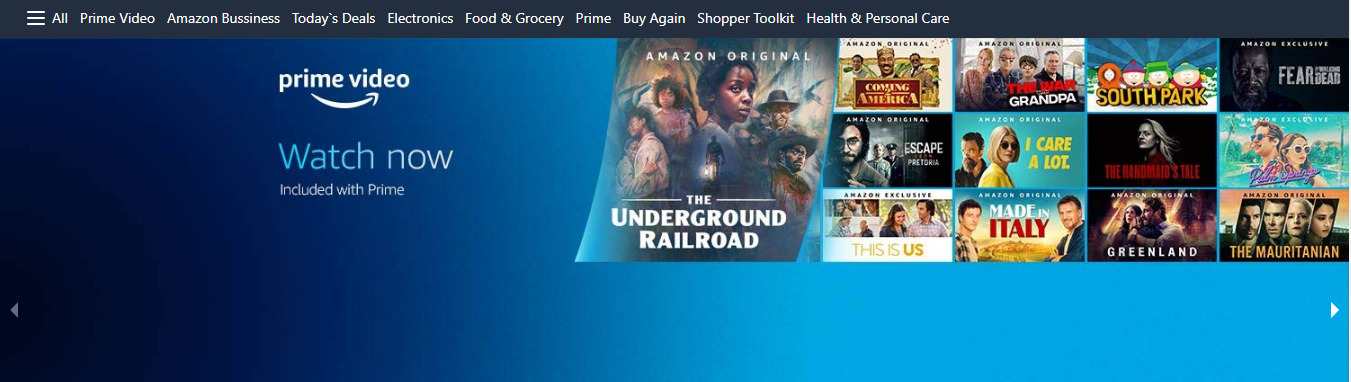 All Prime Video Amazon Bussiness Today`s Deals Electronics Food & Grocery Prime Buy Again Shopper Toolkit Health & Personal Care
prime video
Watch now
Included with Prime
AMAZON ORIGINAL
THE
UNDERGROUND
RAILROAD
AMAZON ORIGINAL
COMING
2
AMERICA
AMAZON ORIGINAL
THE WAR
WITH
GRANDPA
SOUTH PARK
AMAZON EXCLUSIVE
FEAR THE WALKING
DEAD
AMAZON ORIGINAL
ESCAPE
FROM
PRETORIA
AMAZON ORIGINAL
I CARE
A LOT.
THE HANDMAID'S TALE
AMAZON EXCLUSIVE
Palm Springs
AMAZON EXCLUSIVE
THIS IS US
AMAZON ORIGINAL
MADE IN
ITALY
AMAZON ORIGINAL
GREENLAND
AMAZON ORIGINAL
THE MAURITANIAN